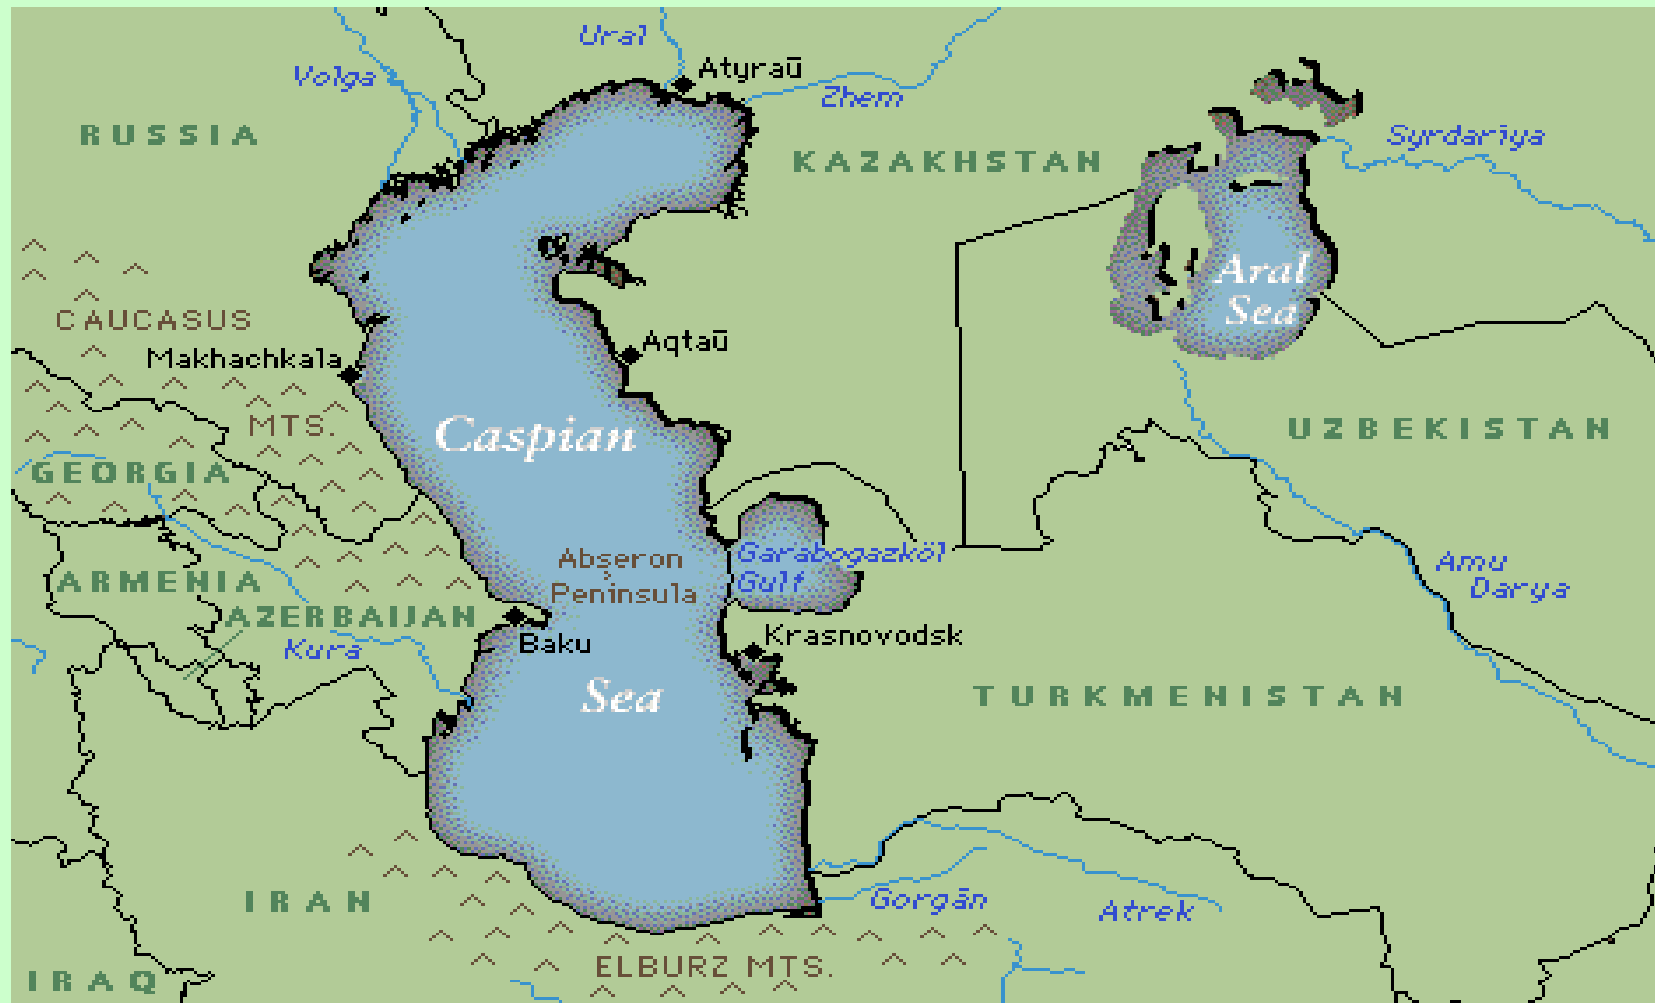 Ural
Atyraū
Volga
Zhem
RUSSIA
Syrdariya
KAZAKHSTAN
Aral
Sea
CAUCASUS
Makhachkala
Aqtaū
MTS.
Caspian
UZBEKISTAN
GEORGIA
Abşeron
Peninsula
Garabogazköl
Gulf
Amu
Darya
ARMENIA
AZERBAIJAN
Baku
Krasnovodsk
Kura
Sea
TURKMENISTAN
IRAN
Gorgān
Atrek
ELBURZ MTS.
IRAQ